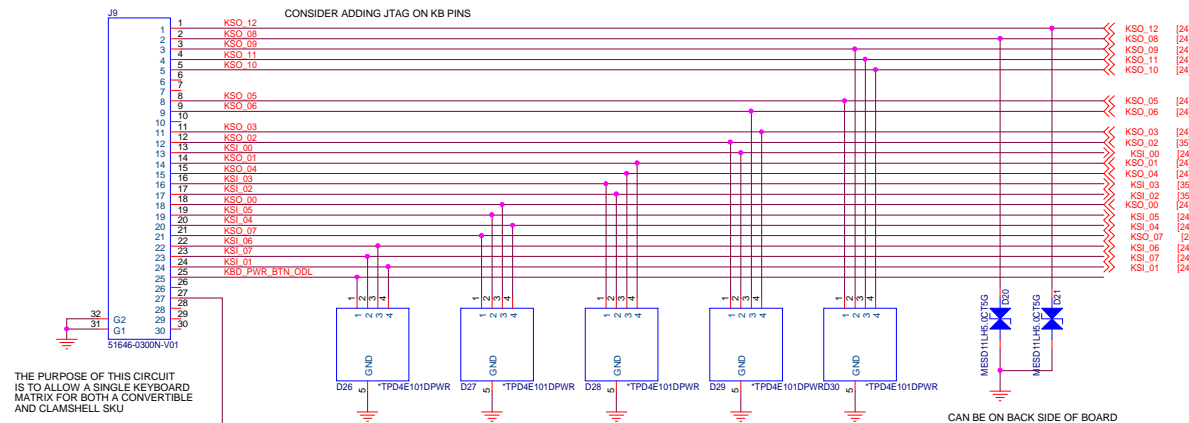 J9
CONSIDER ADDING JTAG ON KB PINS
1 1 KSO_12 KSO_12 [24
2 2 KSO_08 KSO_08 [24
3 3 KSO_09 KSO_09 [24
4 4 KSO_11 KSO_11 [24
5 5 KSO_10 KSO_10 [24
6 6
7 7
8 8 KSO_05 KSO_05 [24
9 9 KSO_06 KSO_06 [24
10 10
11 11 KSO_03 KSO_03 [24
12 12 KSO_02 KSO_02 [35
13 13 KSI_00 KSI_00 [24
14 14 KSO_01 KSO_01 [24
15 15 KSO_04 KSO_04 [24
16 16 KSI_03 KSI_03 [35
17 17 KSI_02 KSI_02 [35
18 18 KSO_00 KSO_00 [24
19 19 KSI_05 KSI_05 [24
20 20 KSI_04 KSI_04 [24
21 21 KSO_07 KSO_07 [2
22 22 KSI_06 KSI_06 [24
23 23 KSI_07 KSI_07 [24
24 24 KSI_01 KSI_01 [24
25 25 KBD_PWR_BTN_ODL
26 26
27 27
28 28
29 29
30 30
32 G2
31 G1
51646-0300N-V01
1 2 3 4
1 2 3 4
GND
5
D26 *TPD4E101DPWR
1 2 3 4
1 2 3 4
GND
5
D27 *TPD4E101DPWR
1 2 3 4
1 2 3 4
GND
5
D28 *TPD4E101DPWR
1 2 3 4
1 2 3 4
GND
5
D29 *TPD4E101DPWR
1 2 3 4
1 2 3 4
GND
5
D30 *TPD4E101DPWR
MESD11LH5.0CT5G
D20
MESD11LH5.0CT5G
D21
THE PURPOSE OF THIS CIRCUIT
IS TO ALLOW A SINGLE KEYBOARD
MATRIX FOR BOTH A CONVERTIBLE
AND CLAMSHELL SKU
CAN BE ON BACK SIDE OF BOARD